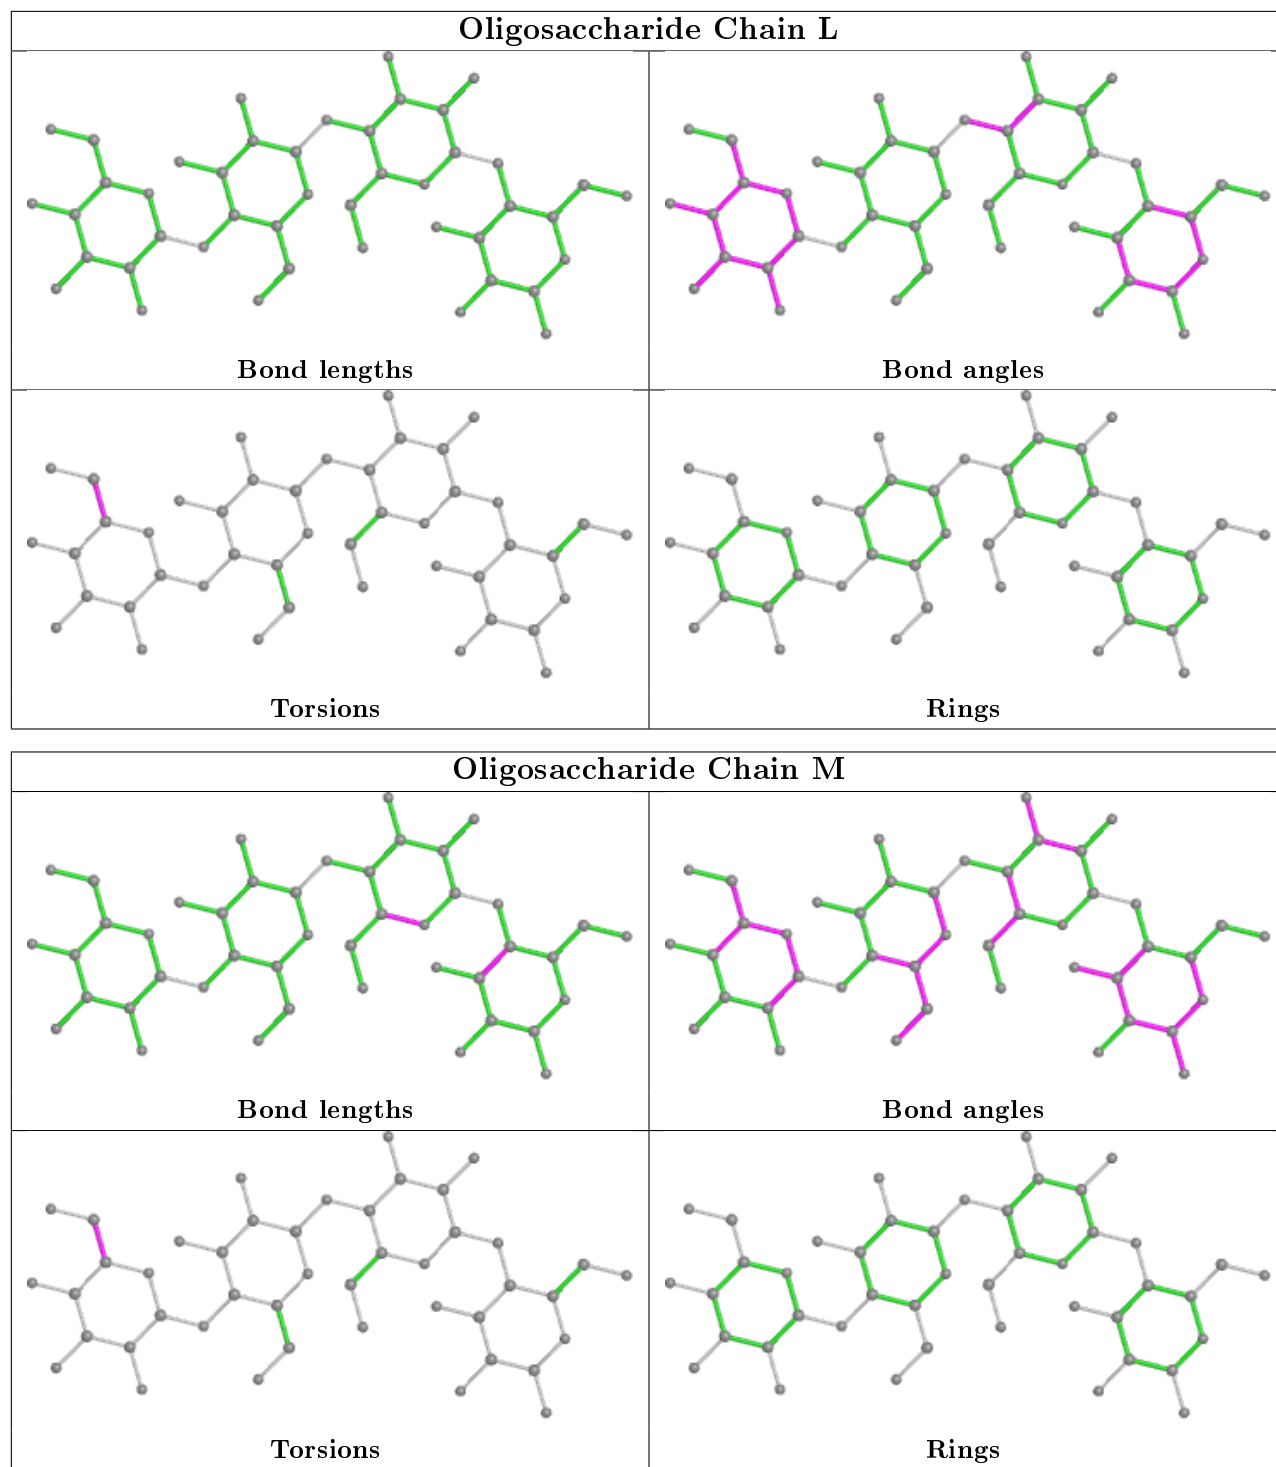 Oligosaccharide Chain L
Bond lengths
Bond angles
Torsions
Rings
Oligosaccharide Chain M
Bond lengths
Bond angles
Torsions
Rings